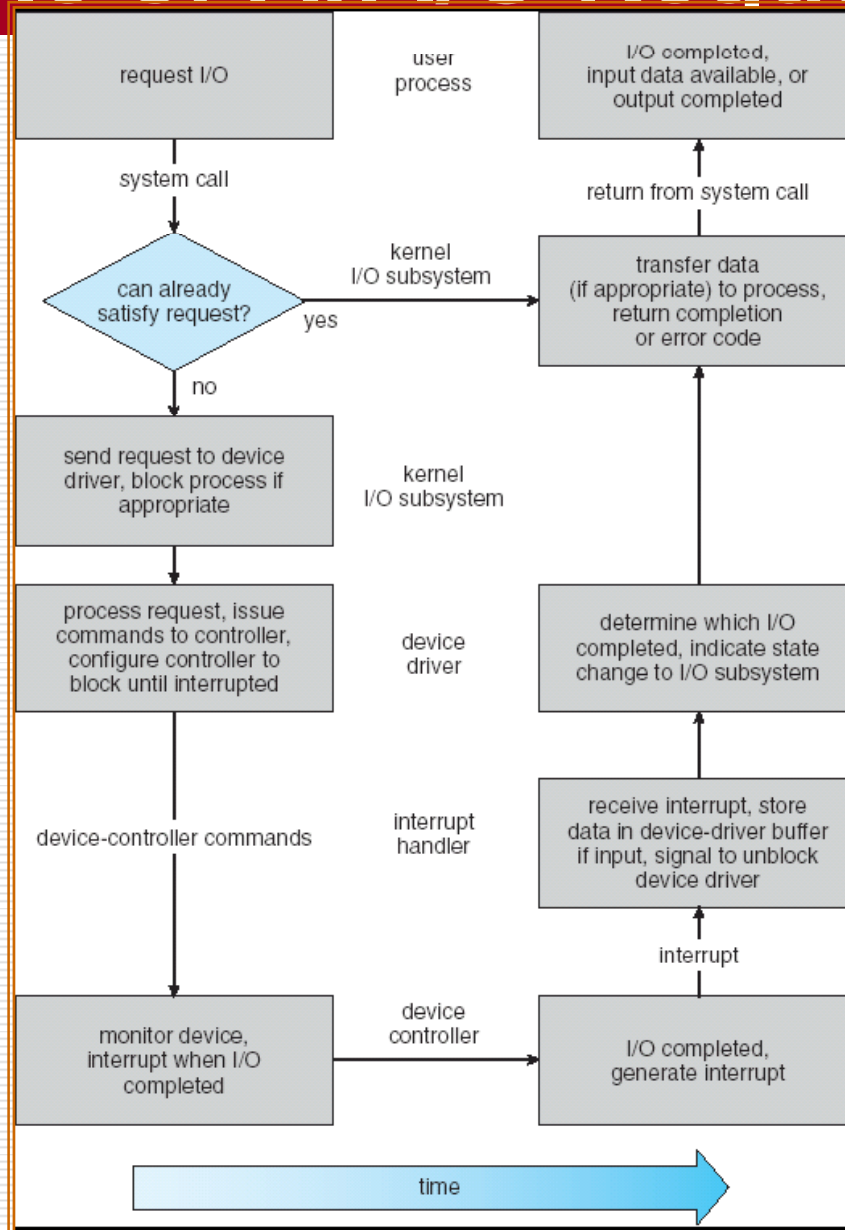 request I/O
user
process
I/O completed,
input data available, or
output completed
system call
return from system call
can already
satisfy request?
yes
no
kernel
I/O subsystem
transfer data
(if appropriate) to process,
return completion
or error code
send request to device
driver, block process if
appropriate
kernel
I/O subsystem
process request, issue
commands to controller,
configure controller to
block until interrupted
device
driver
determine which I/O
completed, indicate state
change to I/O subsystem
device-controller commands
interrupt
handler
receive interrupt, store
data in device-driver buffer
if input, signal to unblock
device driver
interrupt
monitor device,
interrupt when I/O
completed
device
controller
I/O completed,
generate interrupt
time